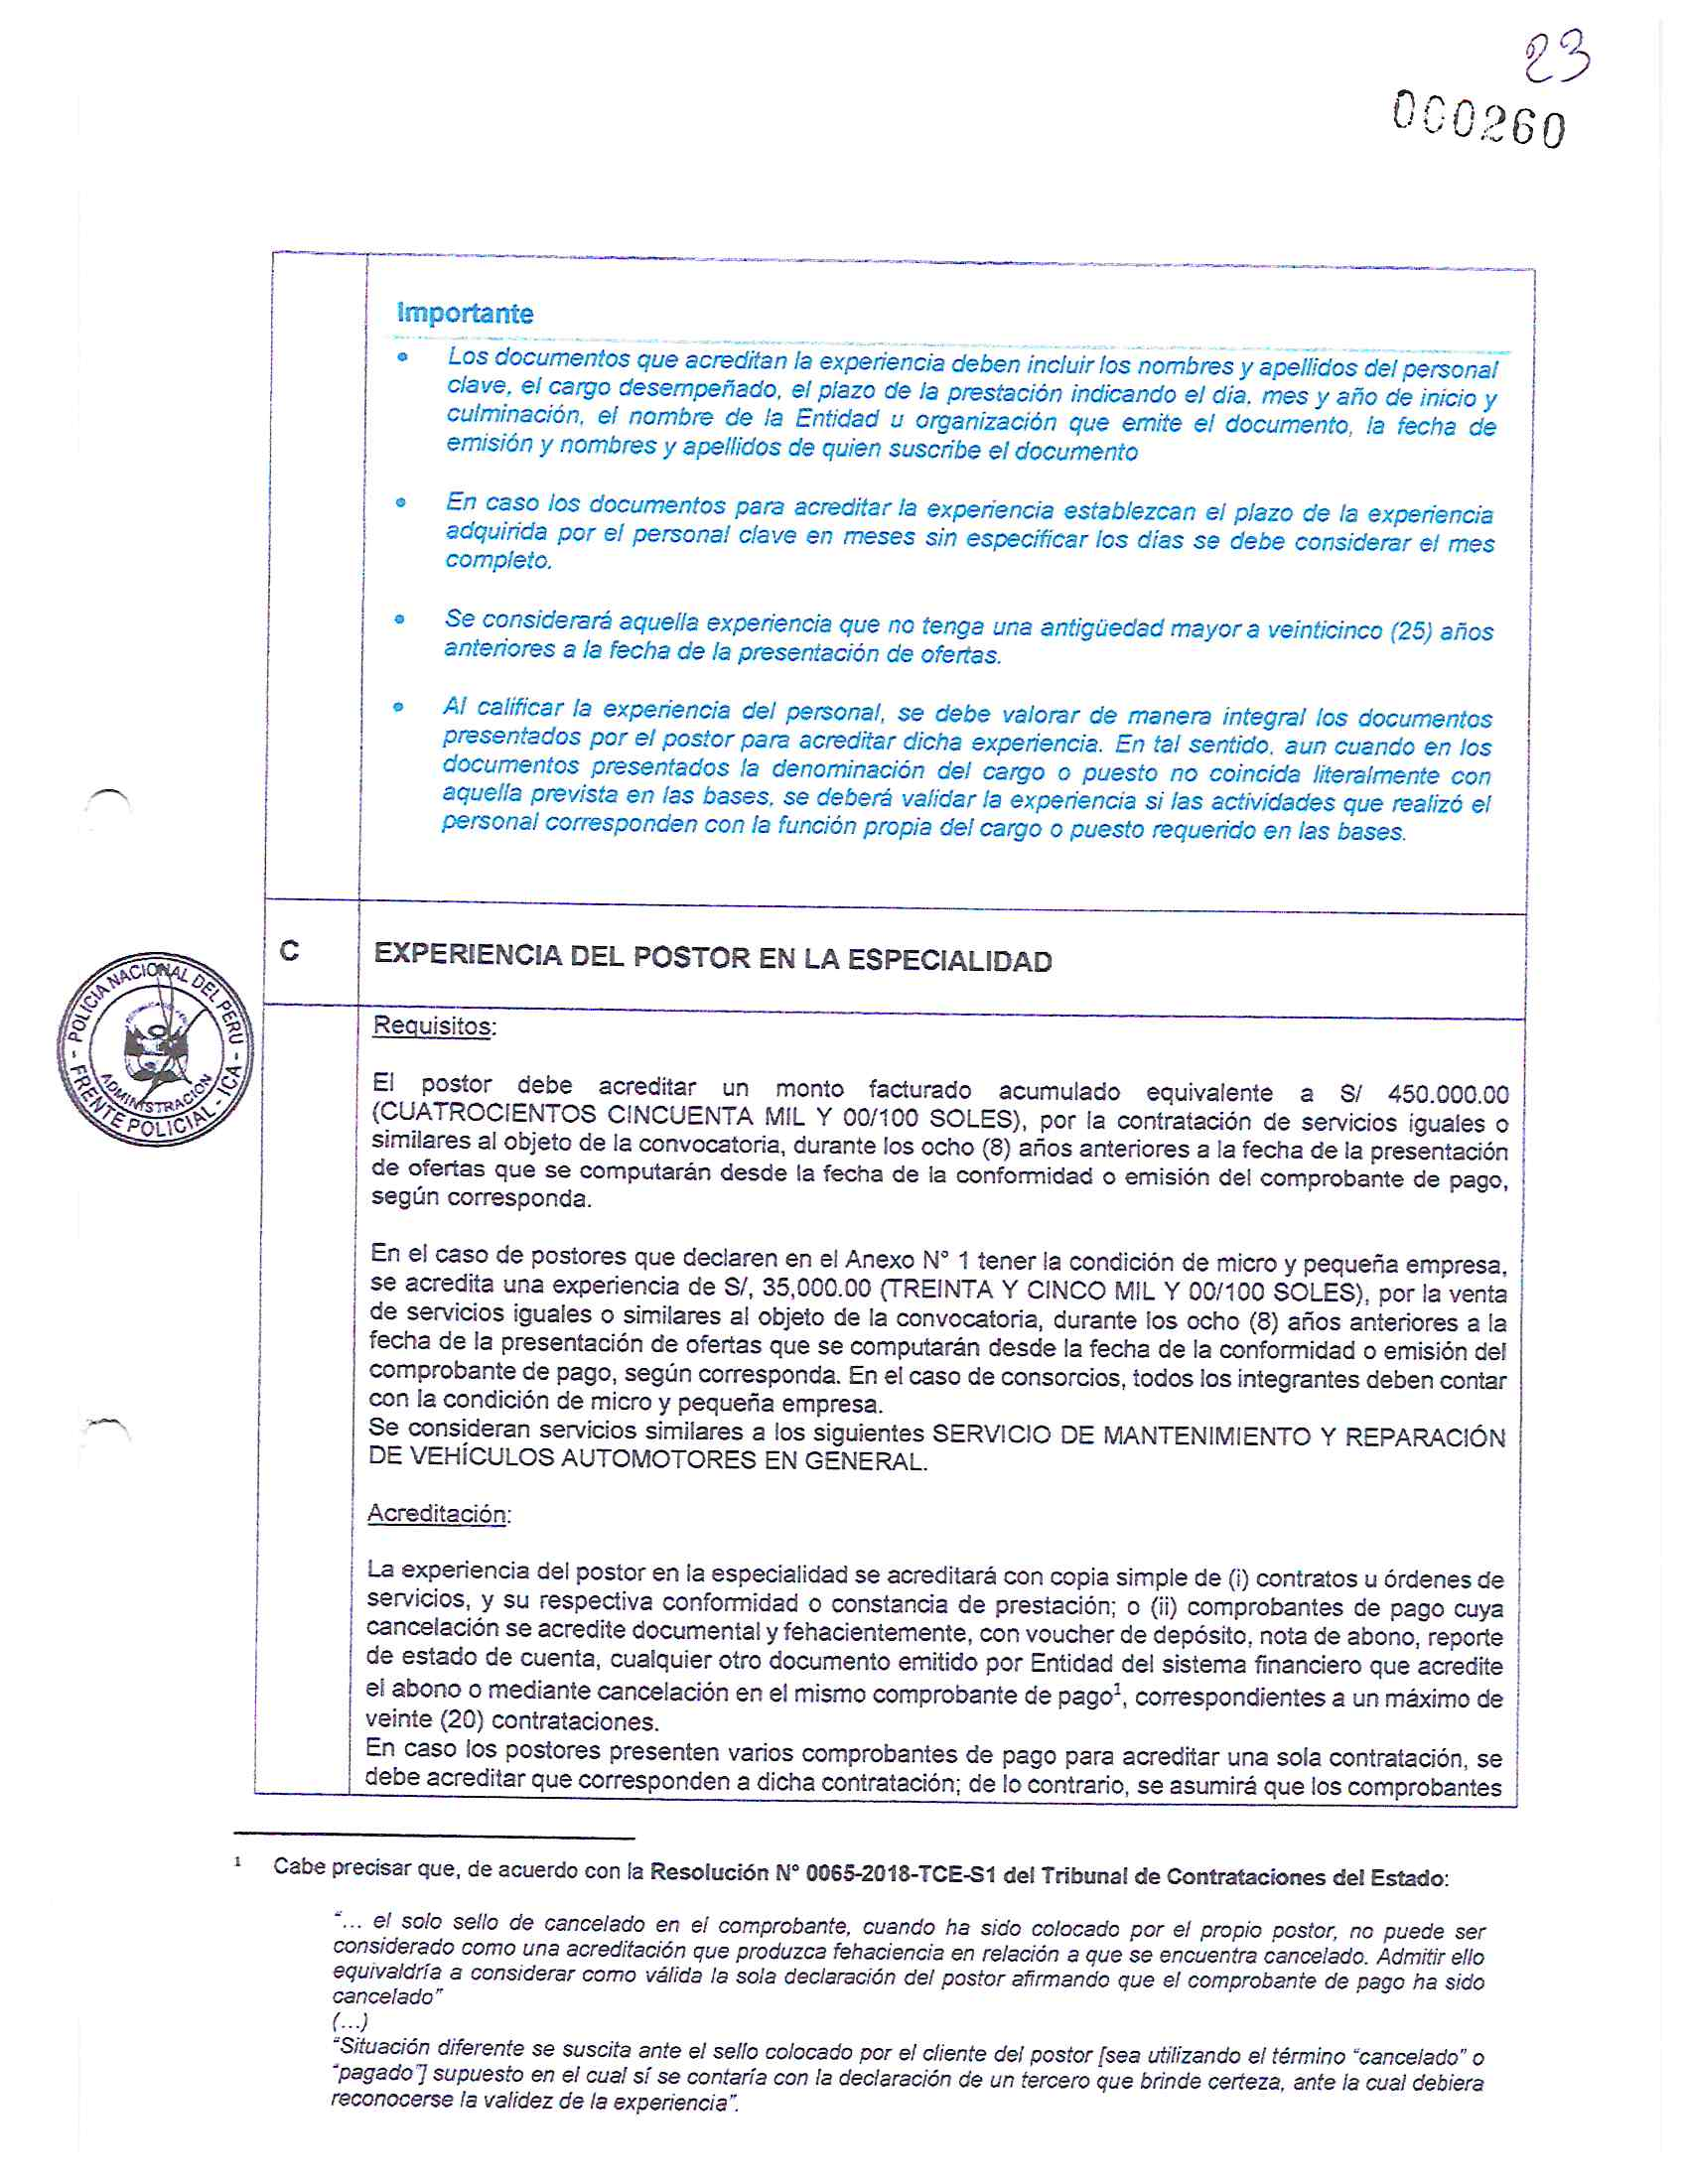 23
000260
Importante
• Los documentos que acreditan la experiencia deben incluir los nombres y apellidos del personal
clave, el cargo desempeñado, el plazo de la prestación indicando el día, mes y año de inicio y
culminación, el nombre de la Entidad u organización que emite el documento, la fecha de
emisión y nombres y apellidos de quien suscribe el documento
• En caso los documentos para acreditar la experiencia establezcan el plazo de la experiencia
adquirida por el personal clave en meses sin especificar los días se debe considerar el mes
completo.
• Se considerará aquella experiencia que no tenga una antigüedad mayor a veinticinco (25) años
anteriores a la fecha de la presentación de ofertas.
• Al calificar la experiencia del personal, se debe valorar de manera integral los documentos
presentados por el postor para acreditar dicha experiencia. En tal sentido, aun cuando en los
documentos presentados la denominación del cargo o puesto no coincida literalmente con
aquella prevista en las bases, se deberá validar la experiencia si las actividades que realizó el
personal corresponden con la función propia del cargo o puesto requerido en las bases.
C EXPERIENCIA DEL POSTOR EN LA ESPECIALIDAD
POLICIA NACIONAL DEL PERU
ADMINISTRACION
FRENTE POLICIAL - ICA
Requisitos:
El postor debe acreditar un monto facturado acumulado equivalente a S/ 450.000.00
(CUATROCIENTOS CINCUENTA MIL Y 00/100 SOLES), por la contratación de servicios iguales o
similares al objeto de la convocatoria, durante los ocho (8) años anteriores a la fecha de la presentación
de ofertas que se computarán desde la fecha de la conformidad o emisión del comprobante de pago,
según corresponda.
En el caso de postores que declaren en el Anexo N° 1 tener la condición de micro y pequeña empresa,
se acredita una experiencia de S/, 35,000.00 (TREINTA Y CINCO MIL Y 00/100 SOLES), por la venta
de servicios iguales o similares al objeto de la convocatoria, durante los ocho (8) años anteriores a la
fecha de la presentación de ofertas que se computarán desde la fecha de la conformidad o emisión del
comprobante de pago, según corresponda. En el caso de consorcios, todos los integrantes deben contar
con la condición de micro y pequeña empresa.
Se consideran servicios similares a los siguientes SERVICIO DE MANTENIMIENTO Y REPARACIÓN
DE VEHÍCULOS AUTOMOTORES EN GENERAL.
Acreditación:
La experiencia del postor en la especialidad se acreditará con copia simple de (i) contratos u órdenes de
servicios, y su respectiva conformidad o constancia de prestación; o (ii) comprobantes de pago cuya
cancelación se acredite documental y fehacientemente, con voucher de depósito, nota de abono, reporte
de estado de cuenta, cualquier otro documento emitido por Entidad del sistema financiero que acredite
el abono o mediante cancelación en el mismo comprobante de pago¹, correspondientes a un máximo de
veinte (20) contrataciones.
En caso los postores presenten varios comprobantes de pago para acreditar una sola contratación, se
debe acreditar que corresponden a dicha contratación; de lo contrario, se asumirá que los comprobantes
¹ Cabe precisar que, de acuerdo con la Resolución N° 0065-2018-TCE-S1 del Tribunal de Contrataciones del Estado:
"... el solo sello de cancelado en el comprobante, cuando ha sido colocado por el propio postor, no puede ser
considerado como una acreditación que produzca fehaciencia en relación a que se encuentra cancelado. Admitir ello
equivaldría a considerar como válida la sola declaración del postor afirmando que el comprobante de pago ha sido
cancelado"
(...)
"Situación diferente se suscita ante el sello colocado por el cliente del postor [sea utilizando el término "cancelado" o
"pagado"] supuesto en el cual sí se contaría con la declaración de un tercero que brinde certeza, ante la cual debiera
reconocerse la validez de la experiencia".